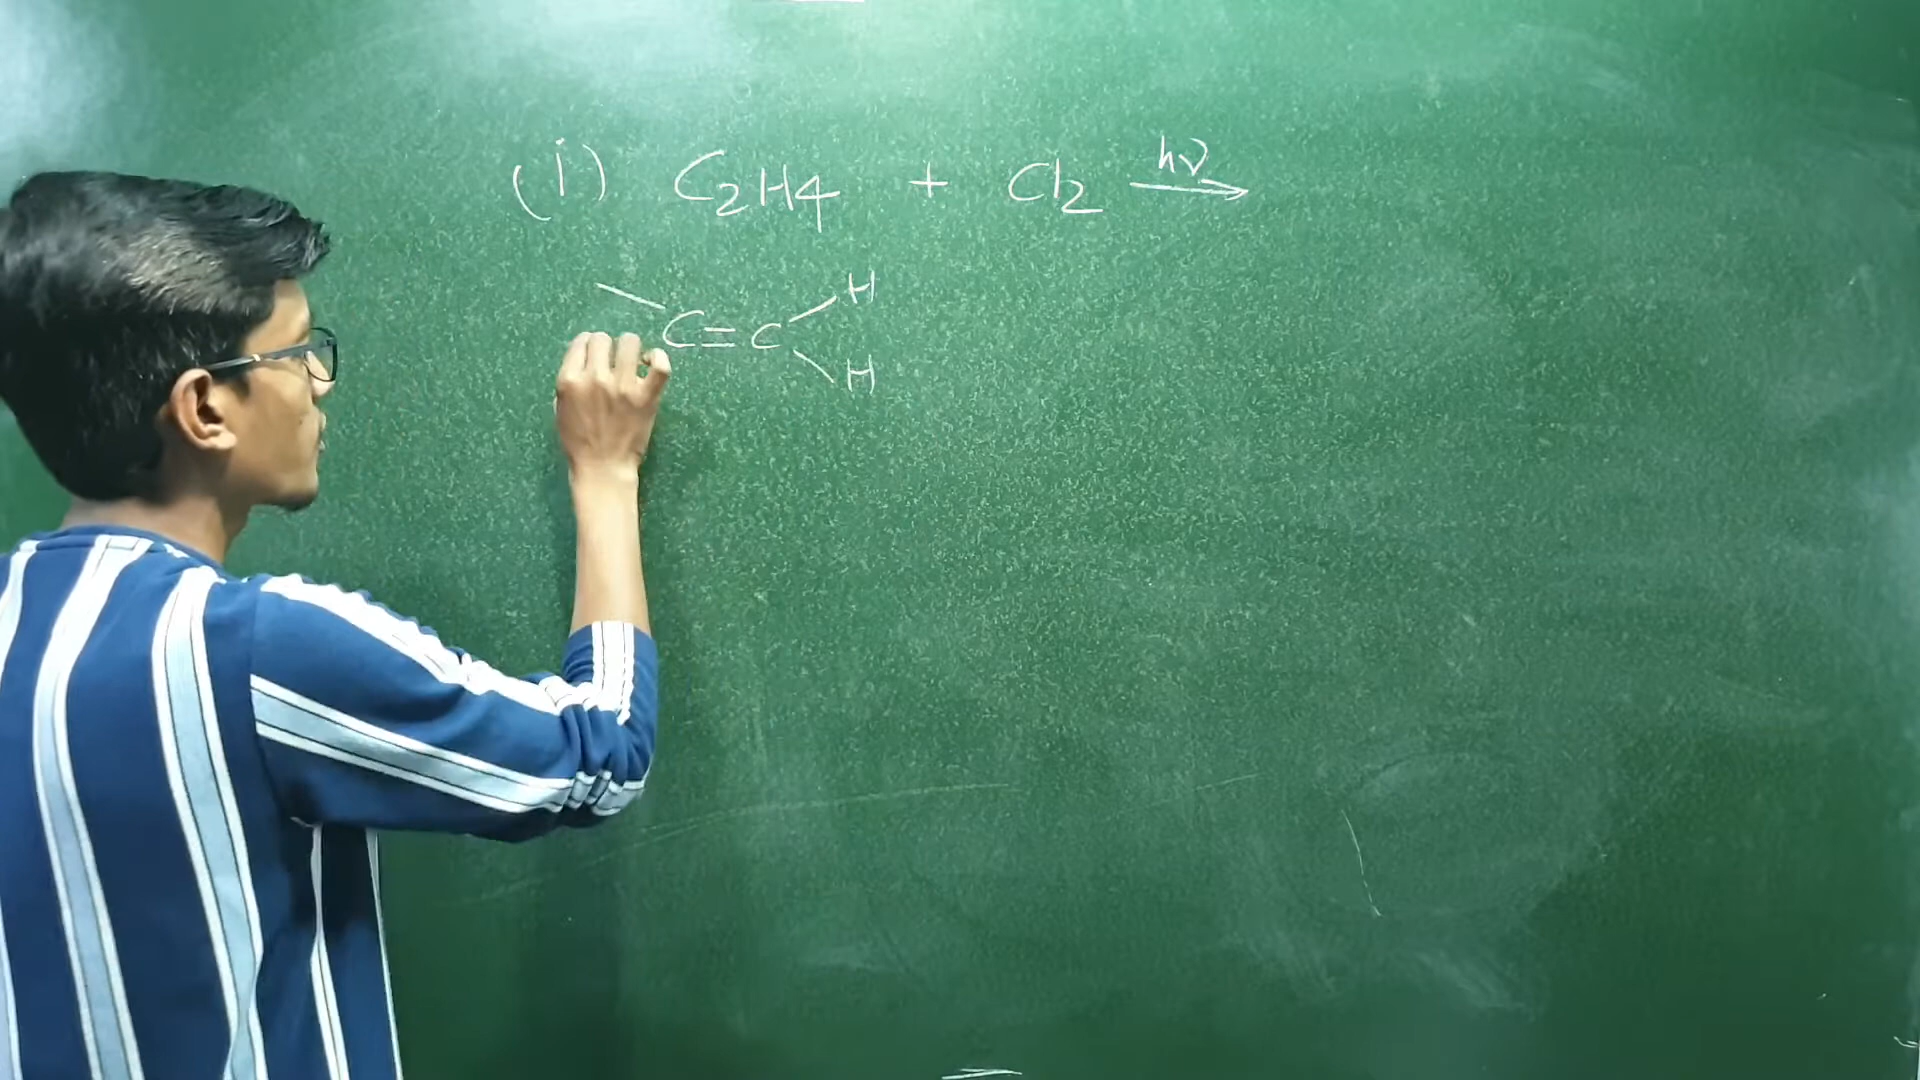 (i) C2H4 + Cl2 hν→
H
C=C
H